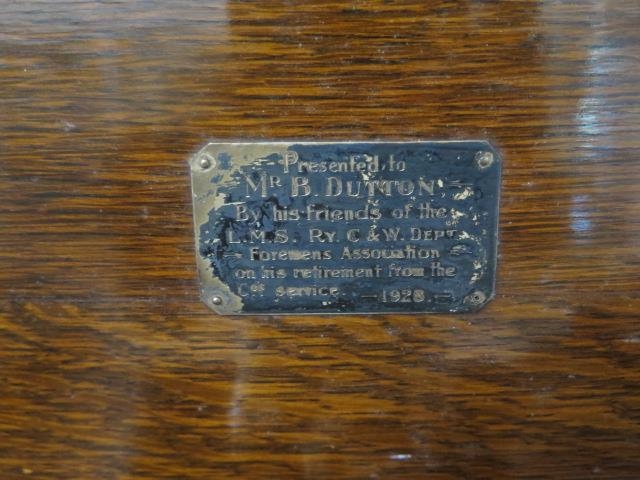 Presented to
MR B. DUTTON.
By his friends of the
L.M.S. RY. C & W. DEPT
Foremens Association
on his retirement from the
Cos service — 1928 —